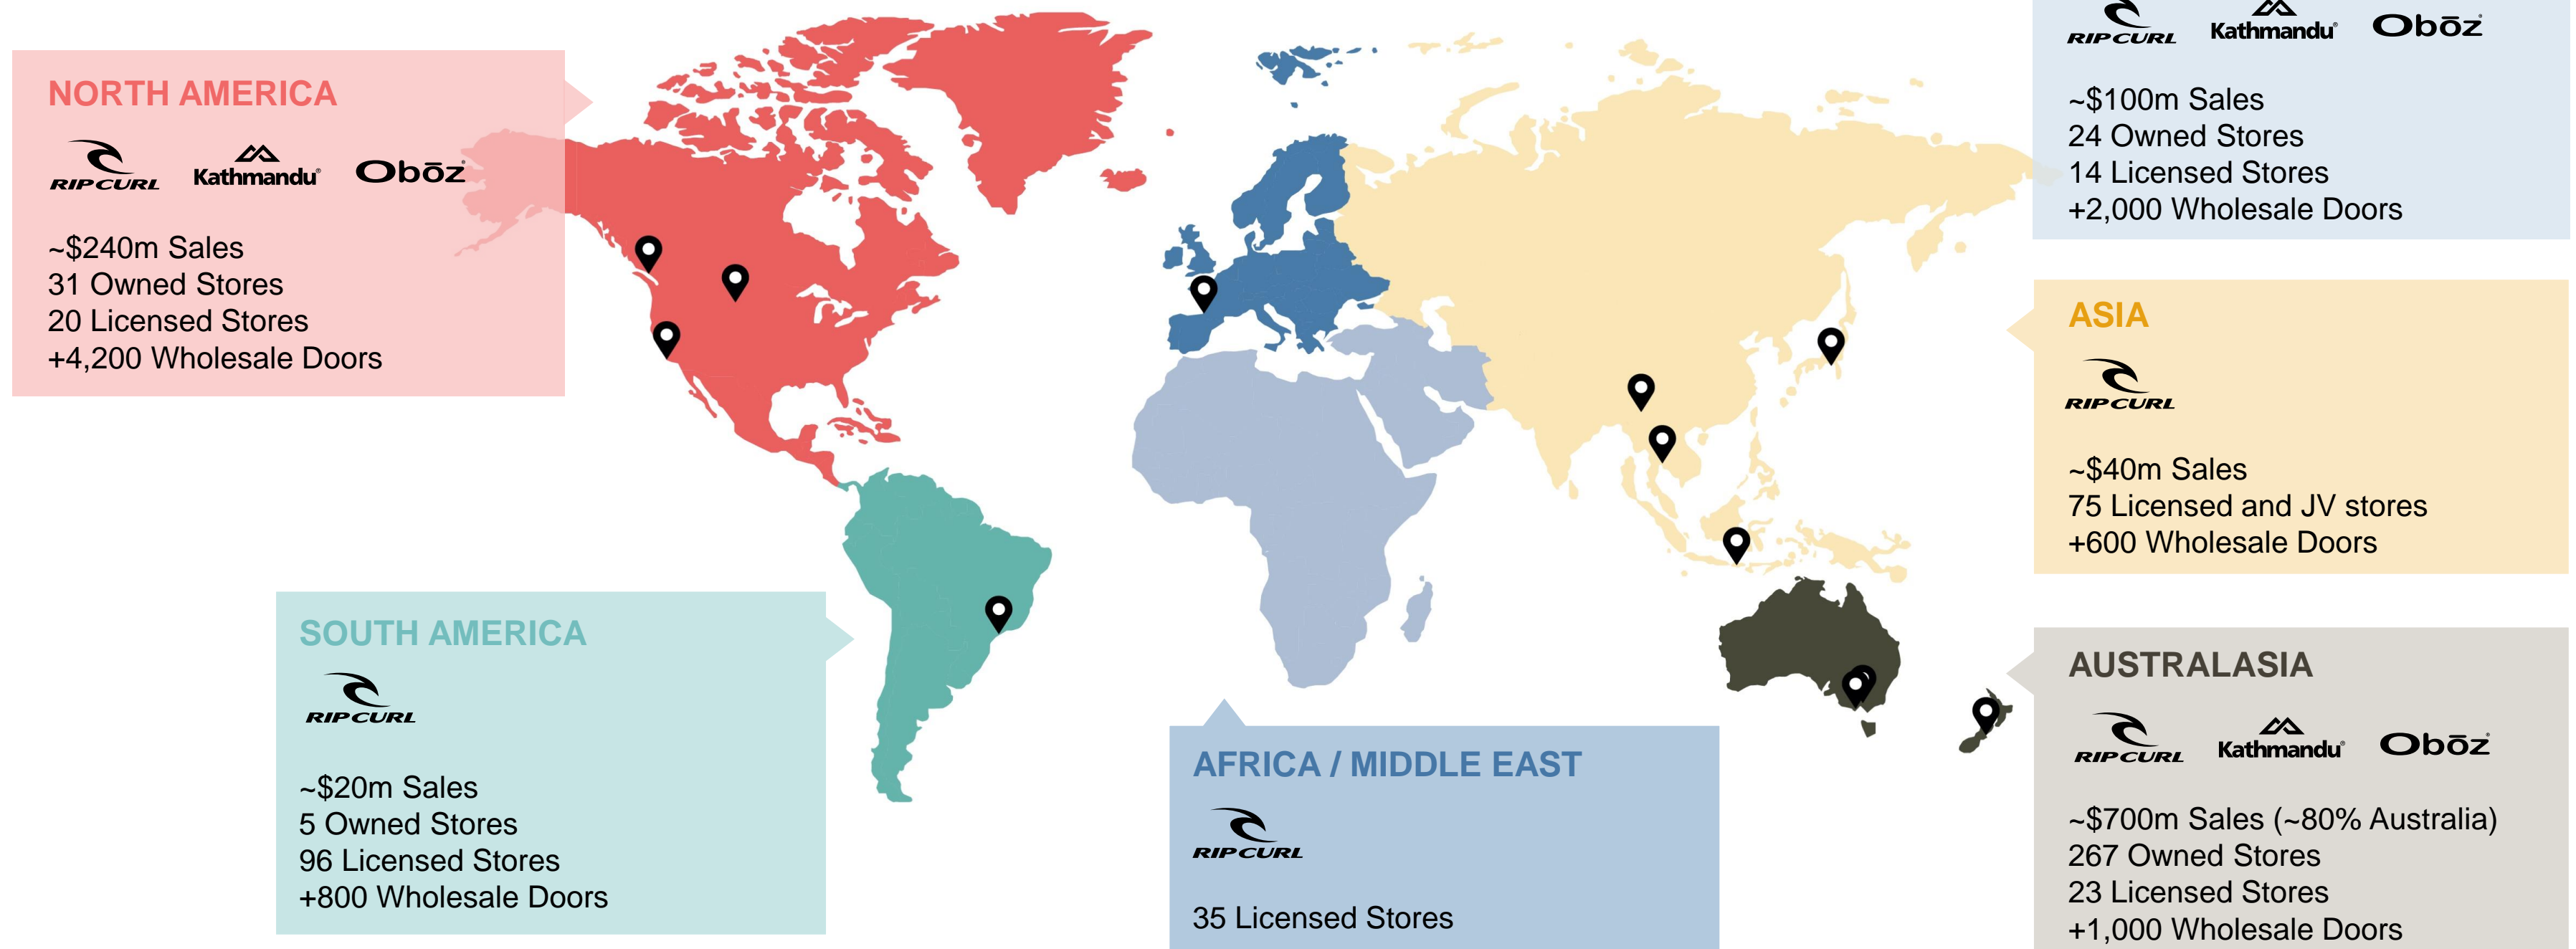 NORTH AMERICA
RIP CURL Kathmandu® Obōz
~$240m Sales
31 Owned Stores
20 Licensed Stores
+4,200 Wholesale Doors
RIP CURL Kathmandu® Obōz
~$100m Sales
24 Owned Stores
14 Licensed Stores
+2,000 Wholesale Doors
ASIA
RIP CURL
~$40m Sales
75 Licensed and JV stores
+600 Wholesale Doors
SOUTH AMERICA
RIP CURL
~$20m Sales
5 Owned Stores
96 Licensed Stores
+800 Wholesale Doors
AFRICA / MIDDLE EAST
RIP CURL
35 Licensed Stores
AUSTRALASIA
RIP CURL Kathmandu® Obōz
~$700m Sales (~80% Australia)
267 Owned Stores
23 Licensed Stores
+1,000 Wholesale Doors